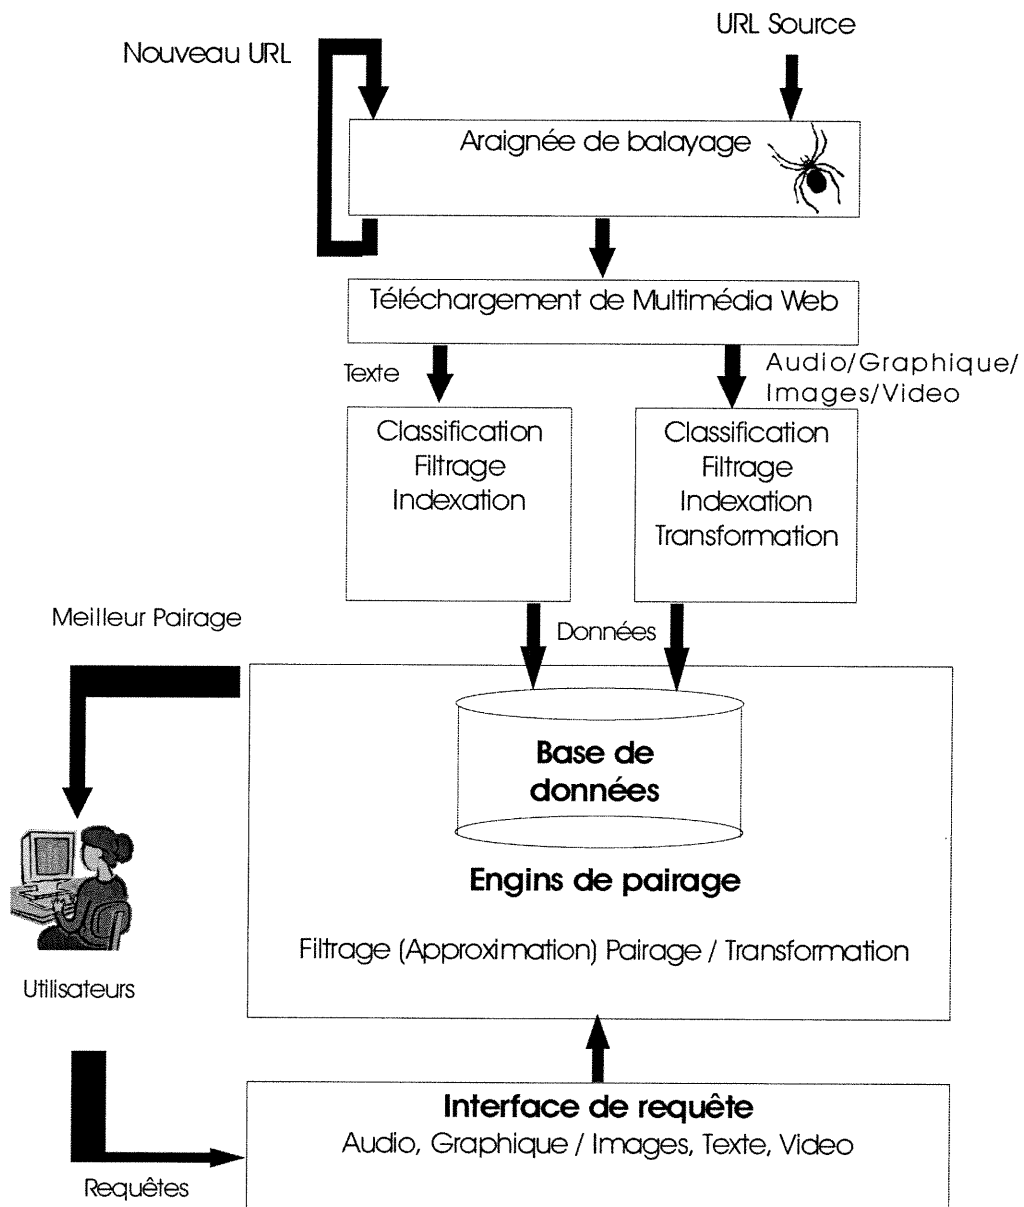 URL Source
Nouveau URL
Araignée de balayage
Téléchargement de Multimédia Web
Texte
Audio/Graphique/
Images/Video
Classification
Filtrage
Indexation
Classification
Filtrage
Indexation
Transformation
Données
Meilleur Pairage
Base de
données
Engins de pairage
Filtrage (Approximation) Pairage / Transformation
Utilisateurs
Interface de requête
Audio, Graphique / Images, Texte, Video
Requêtes